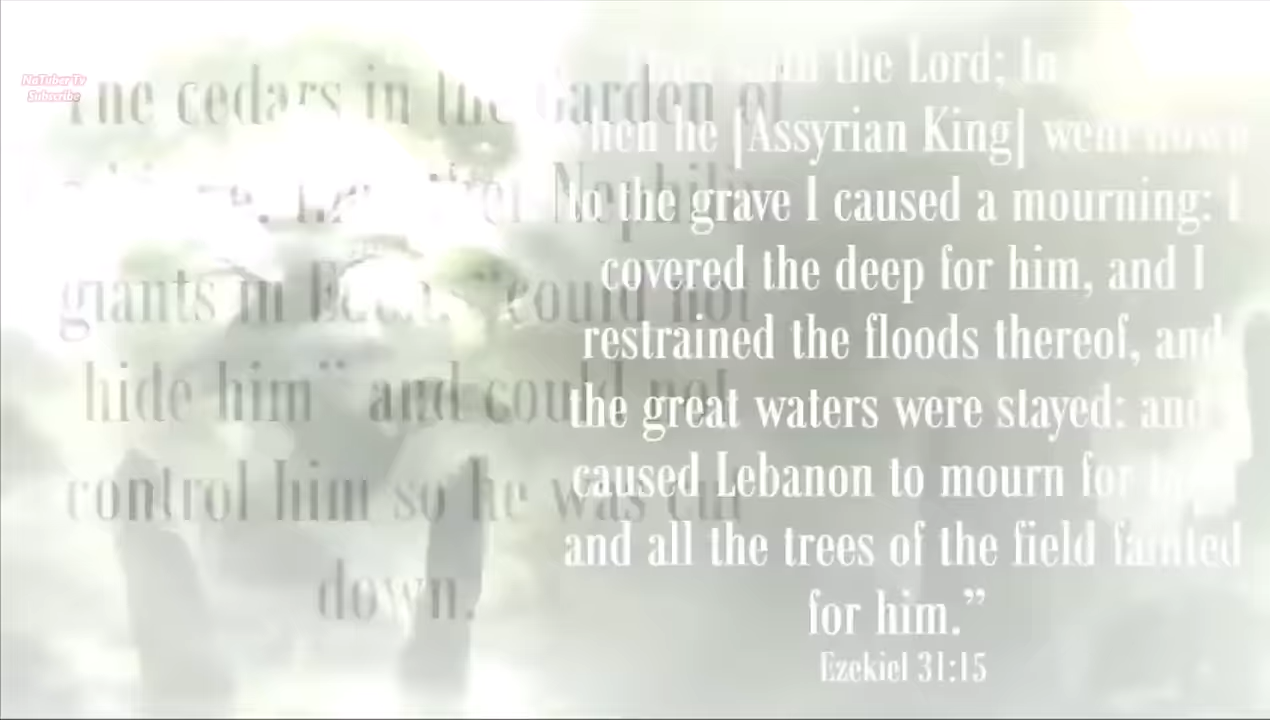 NaTuber Tv
Subscribe
The cedars in the Garden of
Nephilim
giants in could not
hide him" and could not
control him so he was cut
down.
the Lord; In
when he [Assyrian King] went down
to the grave I caused a mourning: I
covered the deep for him, and I
restrained the floods thereof, and
the great waters were stayed: and
caused Lebanon to mourn for
and all the trees of the field fainted
for him.”
Ezekiel 31:15